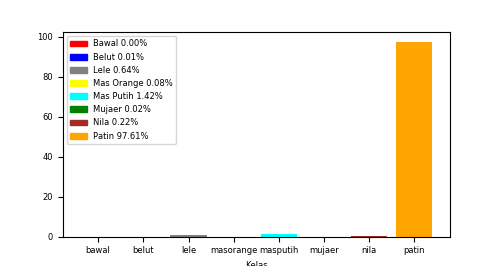 100
80
60
40
20
0
Bawal 0.00%
Belut 0.01%
Lele 0.64%
Mas Orange 0.08%
Mas Putih 1.42%
Mujaer 0.02%
Nila 0.22%
Patin 97.61%
bawal belut lele masorange masputih mujaer nila patin
Kelas